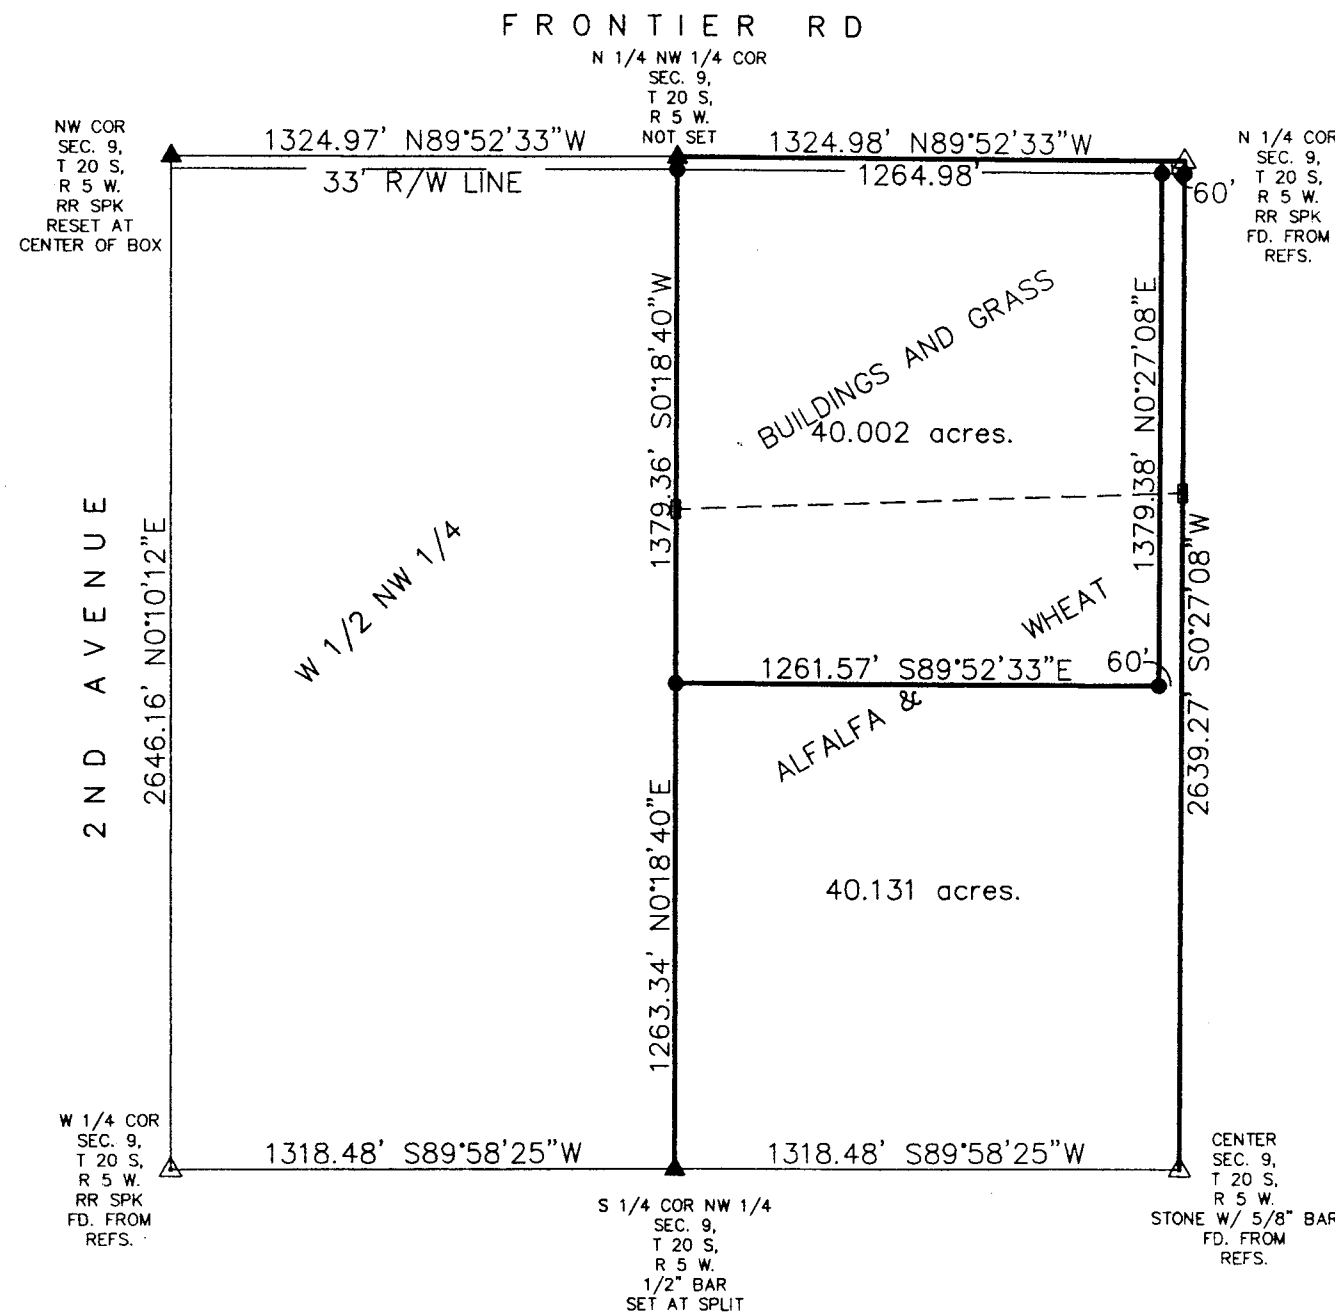 FRONTIER RD
N 1/4 NW 1/4 COR
SEC. 9,
T 20 S,
R 5 W.
NOT SET
NW COR
SEC. 9,
T 20 S,
R 5 W.
RR SPK
RESET AT
CENTER OF BOX
1324.97' N89°52'33"W
33' R/W LINE
1324.98' N89°52'33"W
1264.98'
60'
N 1/4 COR
SEC. 9,
T 20 S,
R 5 W.
RR SPK
FD. FROM
REFS.
1379.36' S0°18'40"W
BUILDINGS AND GRASS
40.002 acres.
1379.38' N0°27'08"E
2ND AVENUE
2646.16' N0°10'12"E
W 1/2 NW 1/4
2639.27' S0°27'08"W
1261.57' S89°52'33"E
60'
ALFALFA & WHEAT
1263.34' N0°18'40"E
40.131 acres.
W 1/4 COR
SEC. 9,
T 20 S,
R 5 W.
RR SPK
FD. FROM
REFS.
1318.48' S89°58'25"W
1318.48' S89°58'25"W
S 1/4 COR NW 1/4
SEC. 9,
T 20 S,
R 5 W.
1/2" BAR
SET AT SPLIT
CENTER
SEC. 9,
T 20 S,
R 5 W.
STONE W/ 5/8" BAR
FD. FROM
REFS.